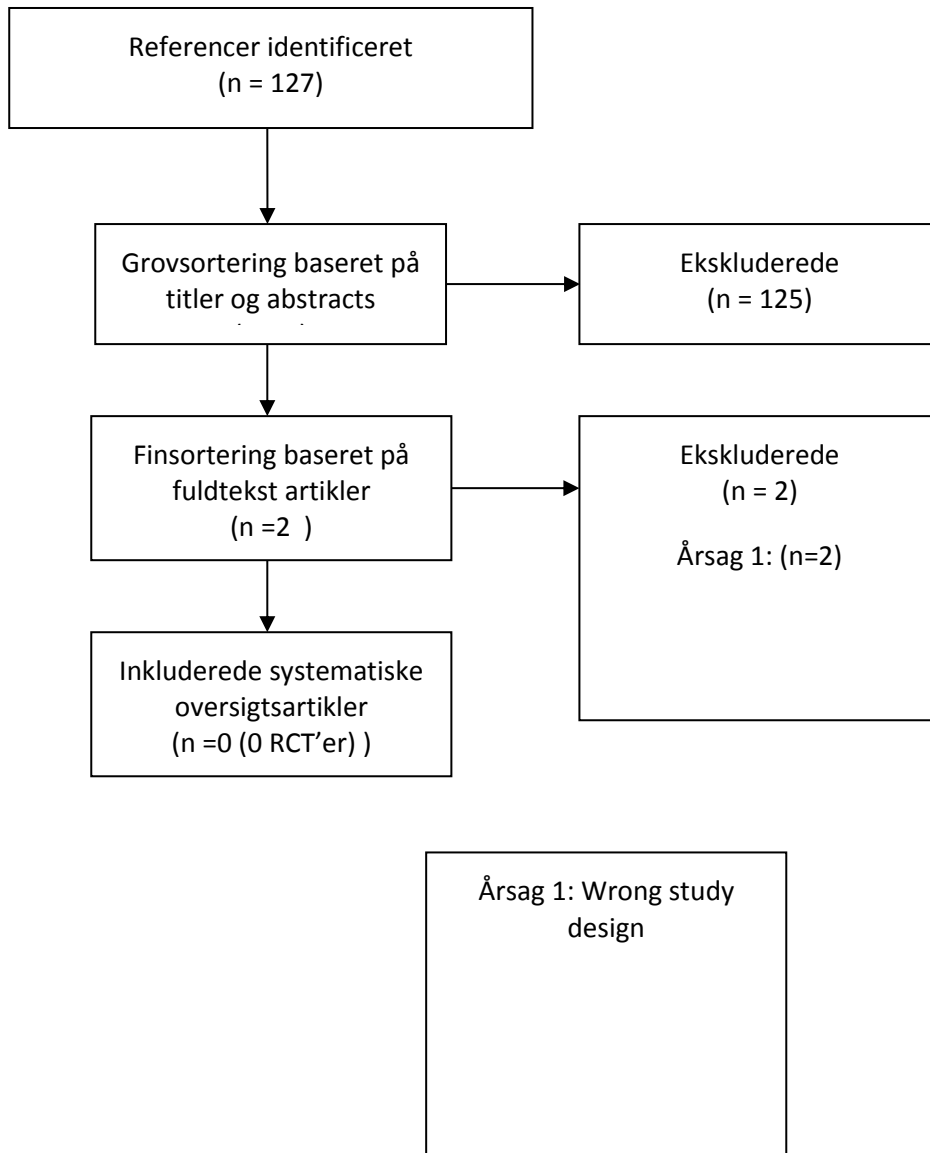 Referencer identificeret
(n = 127)
Grovsortering baseret på
titler og abstracts
Ekskluderede
(n = 125)
Finsortering baseret på
fuldtekst artikler
(n =2  )
Ekskluderede
(n = 2)
Årsag 1: (n=2)
Inkluderede systematiske
oversigtsartikler
(n =0 (0 RCT’er) )
Årsag 1: Wrong study
design